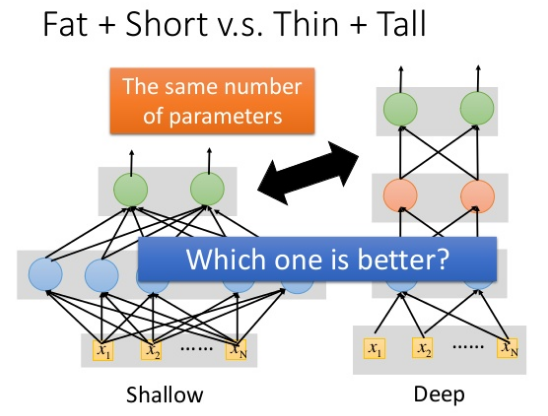 Fat + Short v.s. Thin + Tall
The same number
of parameters
Which one is better?
x1 x2 ...... xN
x1 x2 ...... xN
Shallow
Deep